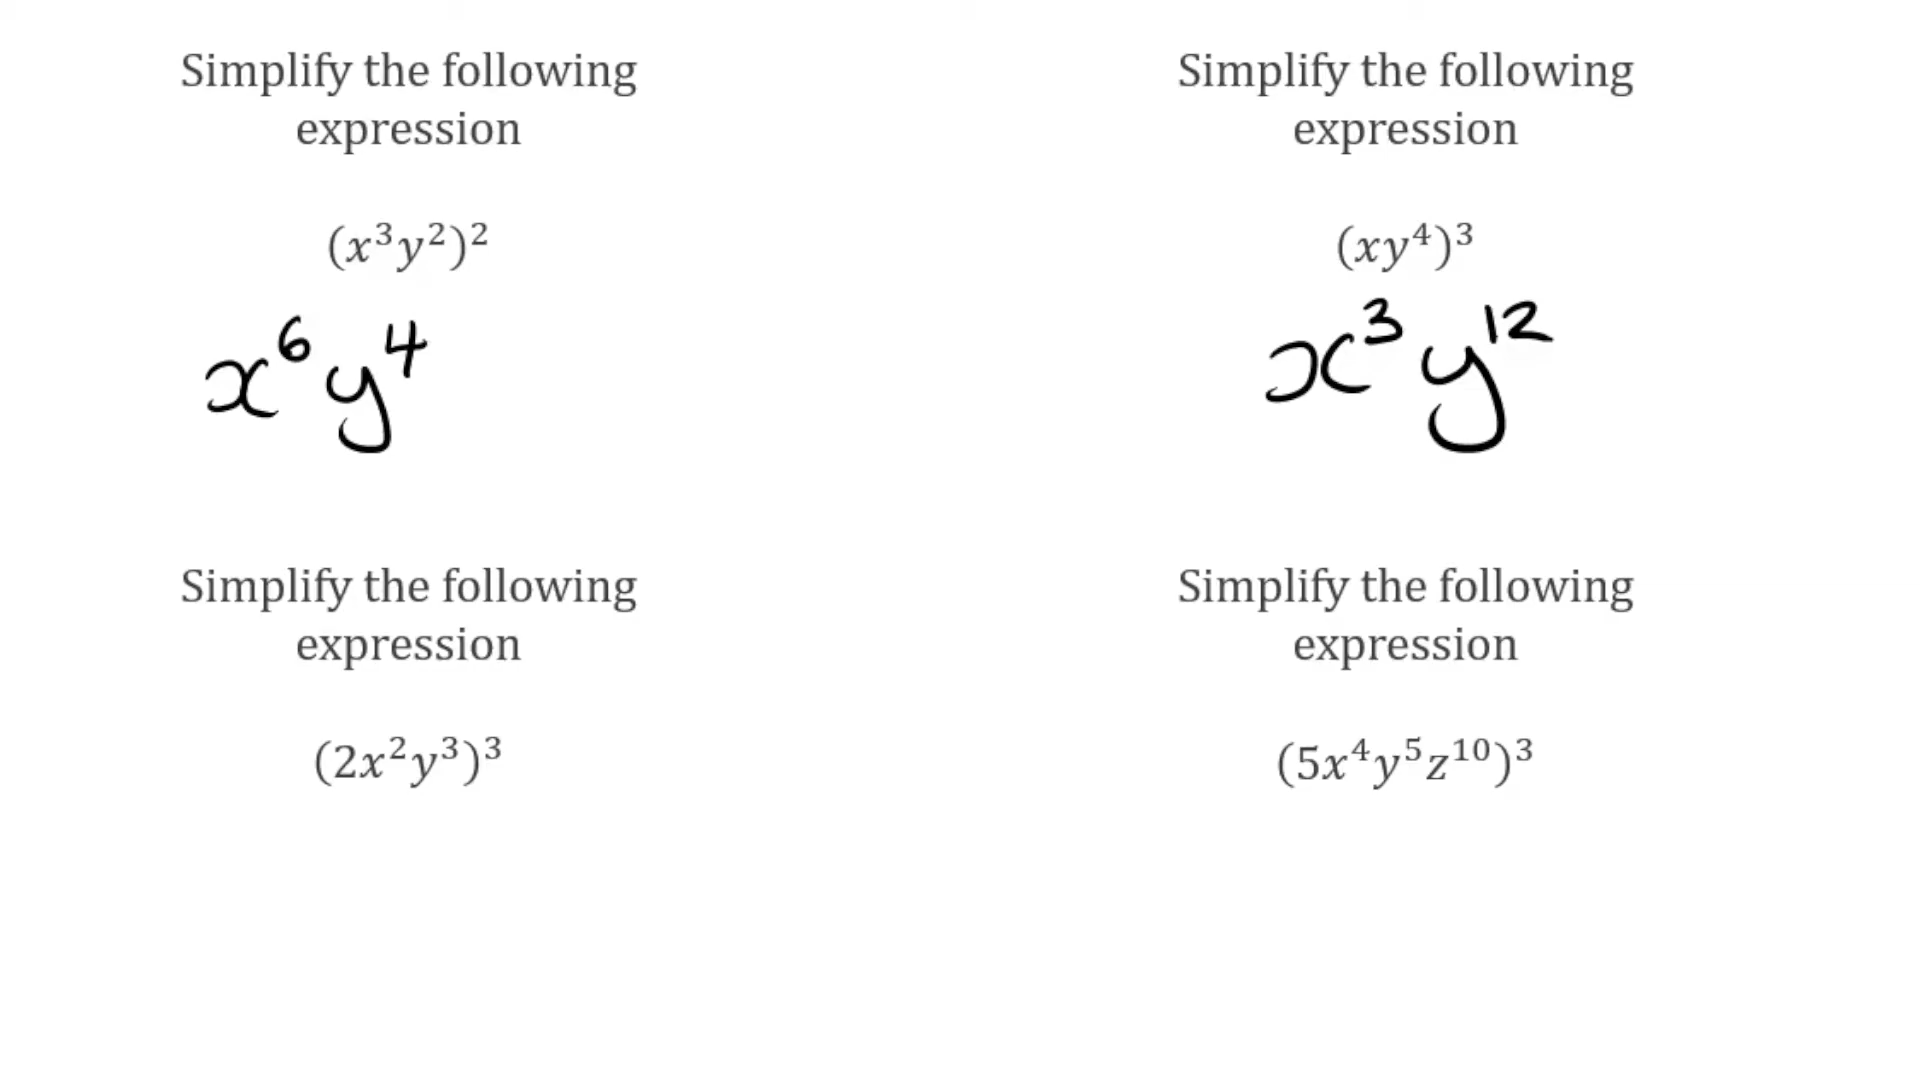 Simplify the following
expression
(x³y²)²
x⁶y⁴
Simplify the following
expression
(xy⁴)³
x³y¹²
Simplify the following
expression
(2x²y³)³
Simplify the following
expression
(5x⁴y⁵z¹⁰)³